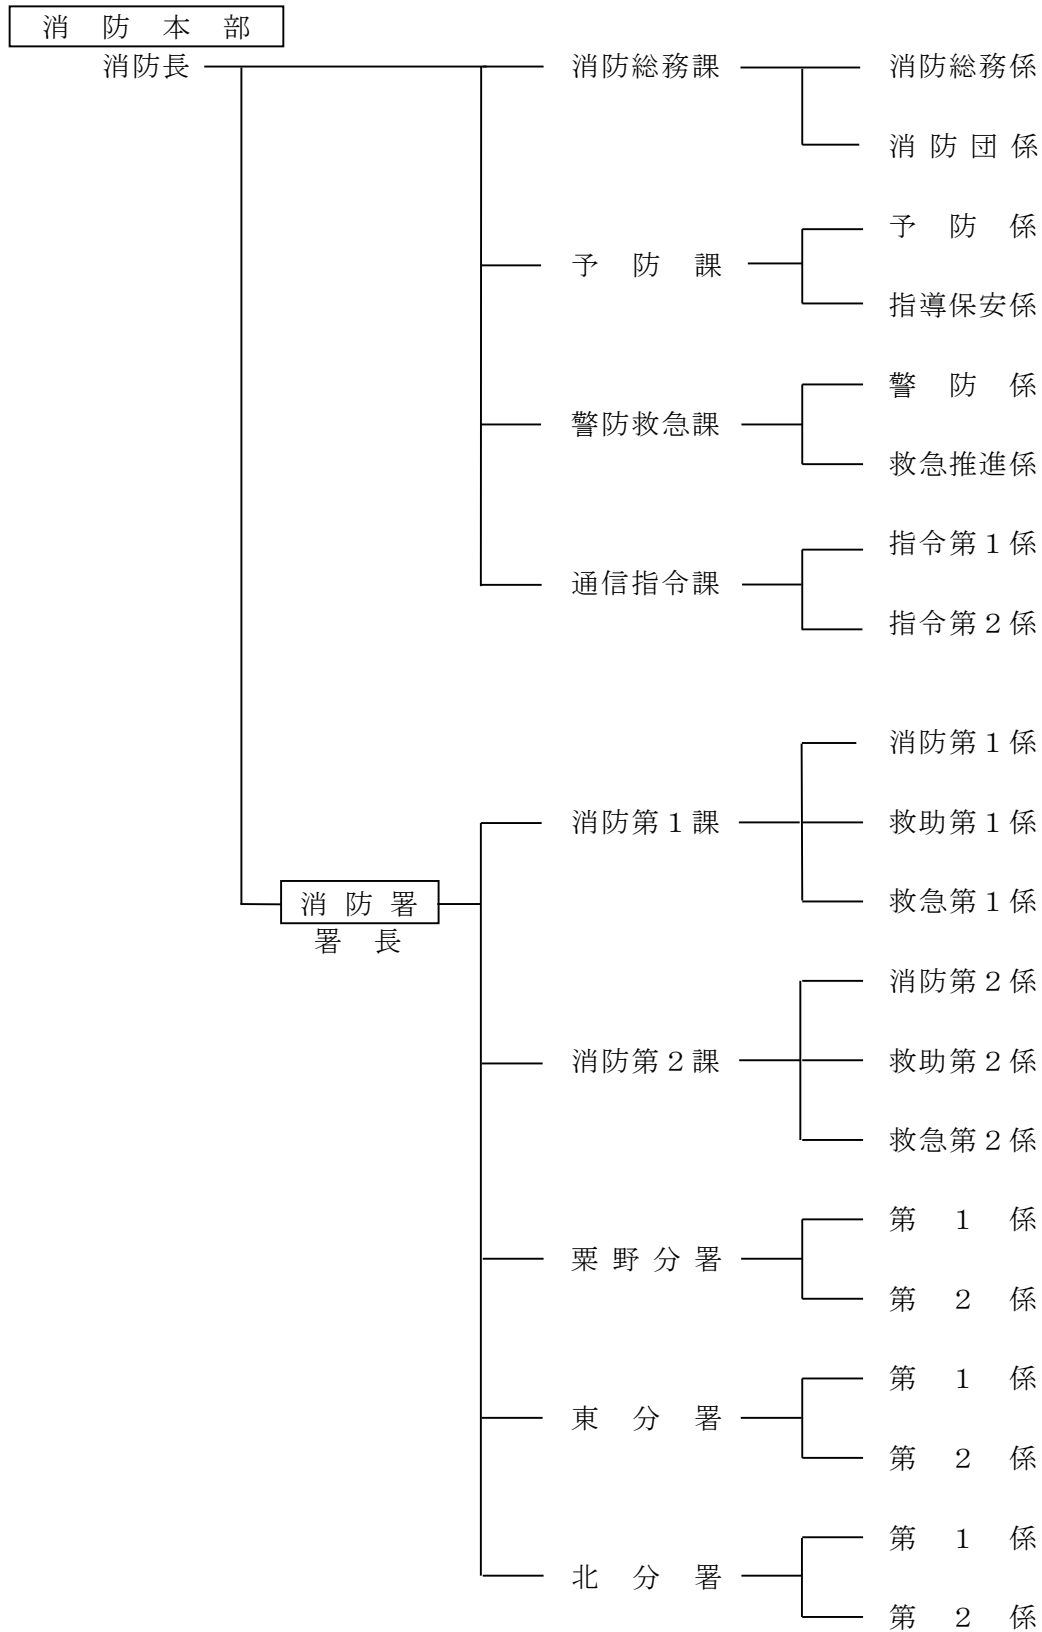 消防本部
消防長
消防総務課
消防総務係
消防団係
予防課
予防係
指導保安係
警防救急課
警防係
救急推進係
通信指令課
指令第１係
指令第２係
消防署
署長
消防第１課
消防第１係
救助第１係
救急第１係
消防第２課
消防第２係
救助第２係
救急第２係
粟野分署
第１係
第２係
東分署
第１係
第２係
北分署
第１係
第２係